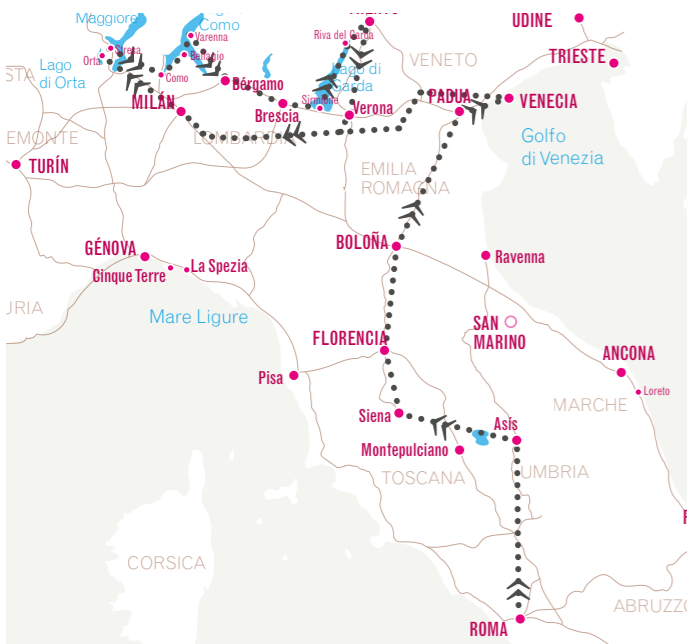 Maggiore
Como
UDINE
Varenna
Riva del Garda
Stresa
Orta
Bellagio
VENETO
TRIESTE
Lago
di Orta
Como
Lago di
Garda
Bérgamo
MILÁN
Brescia
Sirmione
Verona
PADUA
VENECIA
LOMBARDIA
EMONTE
Golfo
di Venezia
TURÍN
EMILIA
ROMAGNA
GÉNOVA
BOLOÑA
Ravenna
Cinque Terre
La Spezia
URIA
Mare Ligure
SAN
MARINO
FLORENCIA
ANCONA
Pisa
Loreto
MARCHE
Siena
Asís
Montepulciano
TOSCANA
UMBRIA
CORSICA
ABRUZZO
ROMA